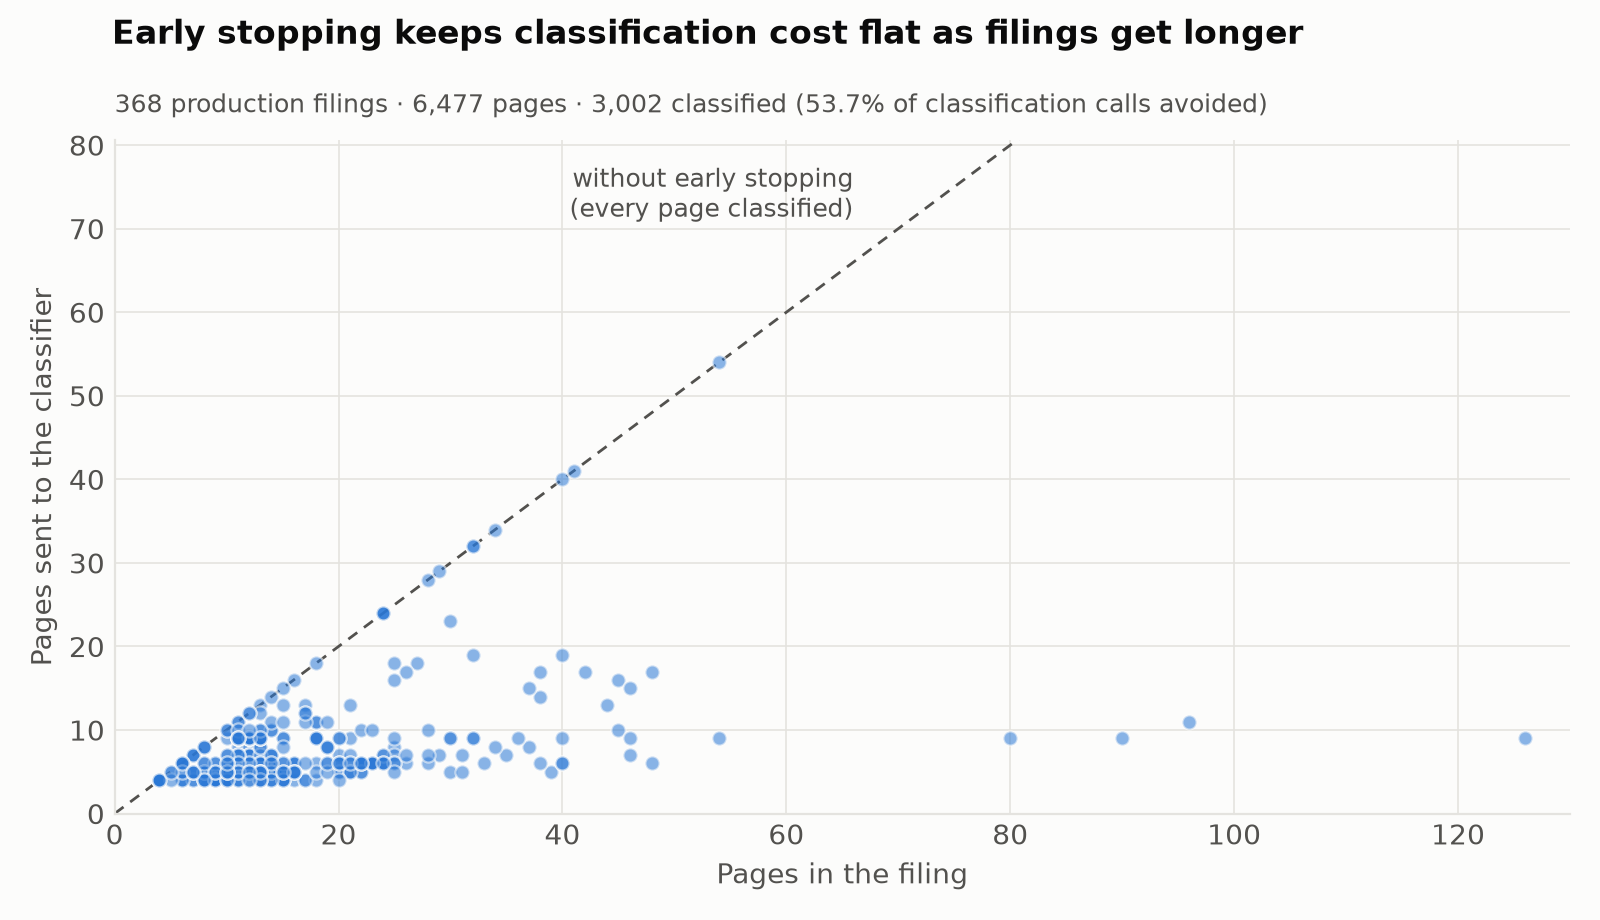 Early stopping keeps classification cost flat as filings get longer
368 production filings · 6,477 pages · 3,002 classified (53.7% of classification calls avoided)
without early stopping
(every page classified)
Pages sent to the classifier
80
70
60
50
40
30
20
10
0
0 20 40 60 80 100 120
Pages in the filing